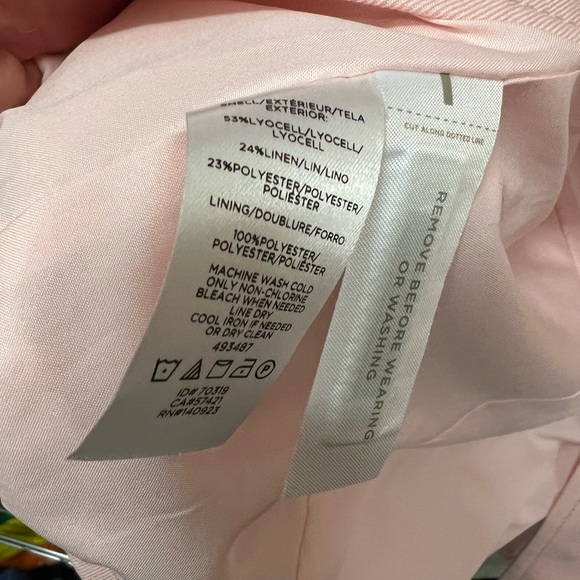 SHELL/EXTÉRIEUR/TELA
EXTERIOR:
53%LYOCELL/LYOCELL/
LYOCELL
24%LINEN/LIN/LINO
23%POLYESTER/POLYESTER/
POLIÉSTER
LINING/DOUBLURE/FORRO
100%POLYESTER/
POLYESTER/POLIÉSTER
MACHINE WASH COLD
ONLY NON-CHLORINE
BLEACH WHEN NEEDED
LINE DRY
COOL IRON IF NEEDED
OR DRY CLEAN
493487
ID# 70319
CA#57421
RN#140923
CUT ALONG DOTTED LINE
REMOVE BEFORE WEARING
OR WASHING